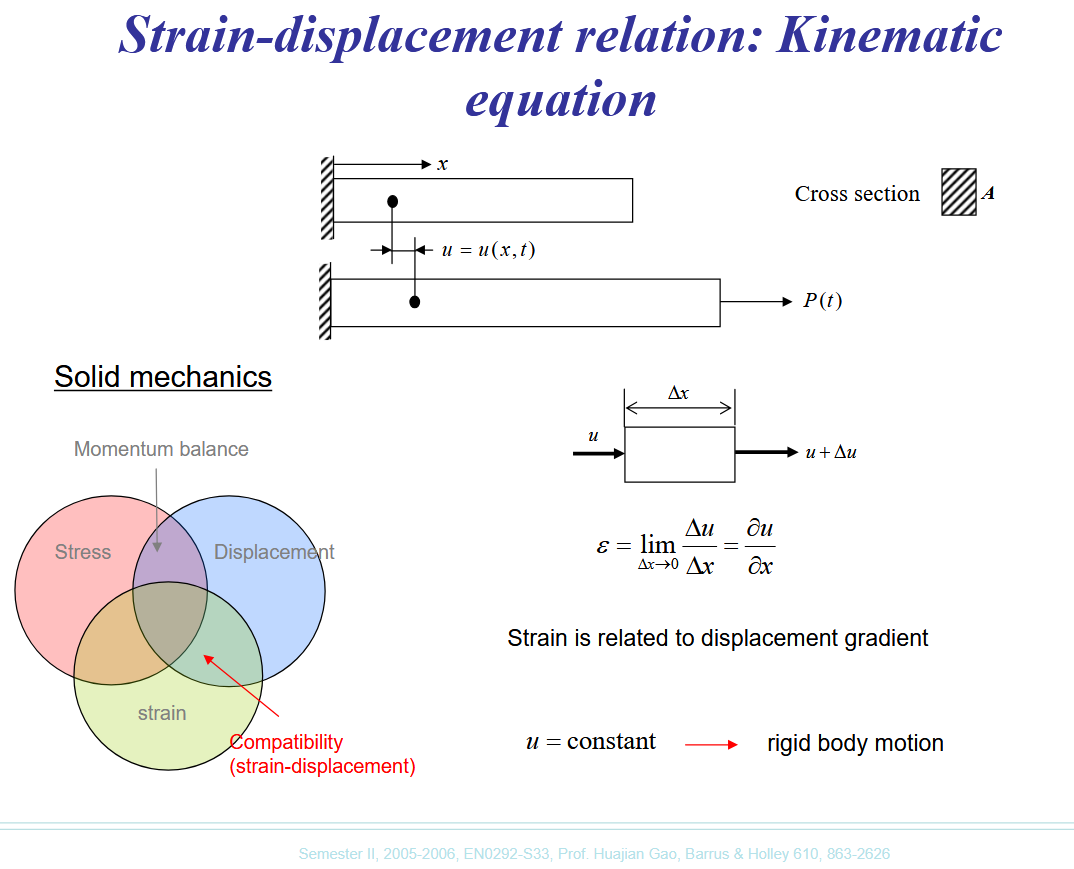 Strain-displacement relation: Kinematic
equation
x
Cross section
A
u = u(x,t)
P(t)
Solid mechanics
Δx
Momentum balance
u
u + Δu
Stress
Displacement
ε = lim Δx→0 Δu/Δx = ∂u/∂x
Strain is related to displacement gradient
strain
Compatibility
(strain-displacement)
u = constant
rigid body motion
Semester II, 2005-2006, EN0292-S33, Prof. Huajian Gao, Barrus & Holley 610, 863-2626